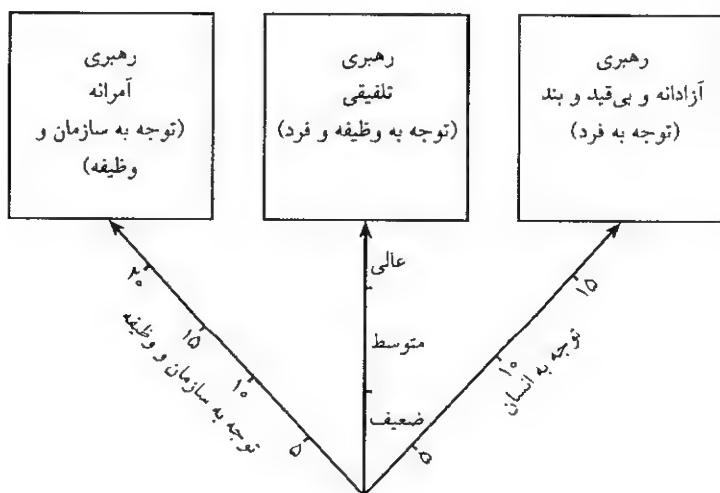 رهبری
آزادانه و بی‌قید و بند
(توجه به فرد)
رهبری
تلفیقی
(توجه به وظیفه و فرد)
رهبری
آمرانه
(توجه به سازمان و
وظیفه)
عالی
متوسط
ضعیف
۱۵
۱۰
۵
توجه به انسان
۲۰
۱۵
۱۰
۵
توجه به سازمان و وظیفه